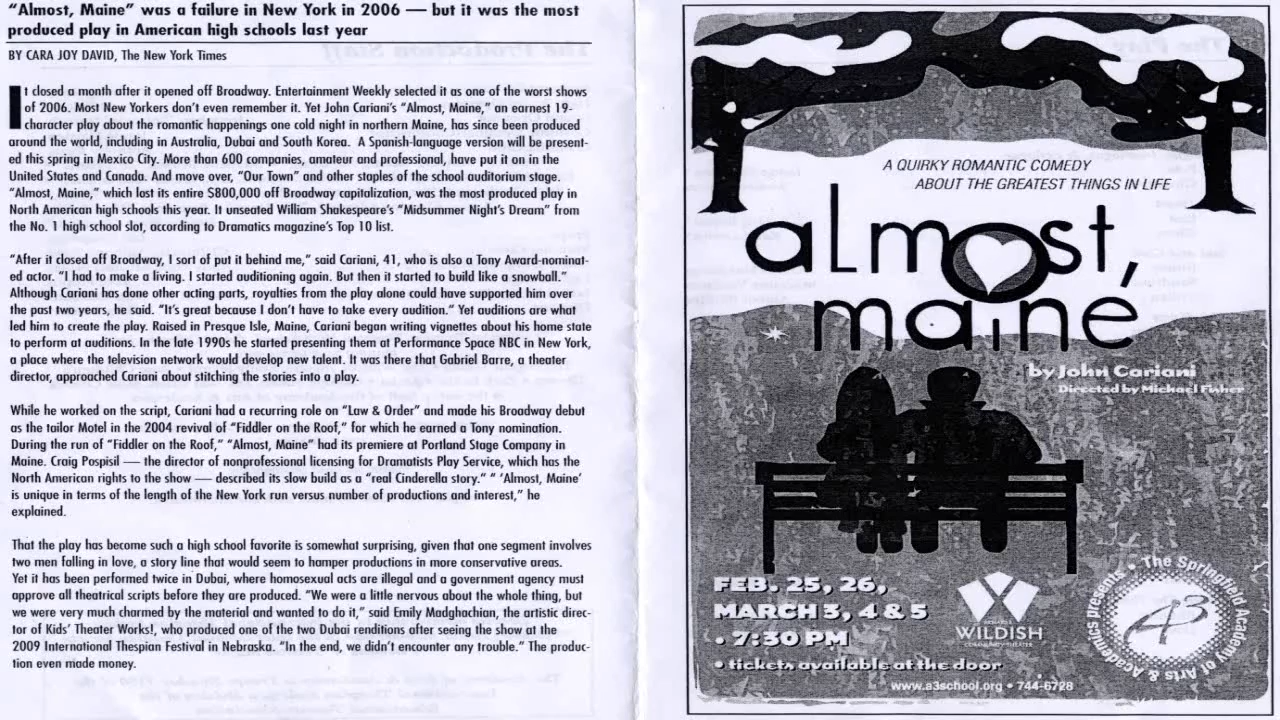 "Almost, Maine" was a failure in New York in 2006 — but it was the most
produced play in American high schools last year
BY CARA JOY DAVID, The New York Times
It closed a month after it opened off Broadway. Entertainment Weekly selected it as one of the worst shows
of 2006. Most New Yorkers don't even remember it. Yet John Cariani's "Almost, Maine," an earnest 19-
character play about the romantic happenings one cold night in northern Maine, has since been produced
around the world, including in Australia, Dubai and South Korea. A Spanish-language version will be present-
ed this spring in Mexico City. More than 600 companies, amateur and professional, have put it on in the
United States and Canada. And move over, "Our Town" and other staples of the school auditorium stage.
"Almost, Maine," which lost its entire $800,000 off Broadway capitalization, was the most produced play in
North American high schools this year. It unseated William Shakespeare's "Midsummer Night's Dream" from
the No. 1 high school slot, according to Dramatics magazine's Top 10 list.
"After it closed off Broadway, I sort of put it behind me," said Cariani, 41, who is also a Tony Award-nominat-
ed actor. "I had to make a living. I started auditioning again. But then it started to build like a snowball."
Although Cariani has done other acting parts, royalties from the play alone could have supported him over
the past two years, he said. "It's great because I don't have to take every audition." Yet auditions are what
led him to create the play. Raised in Presque Isle, Maine, Cariani began writing vignettes about his home state
to perform at auditions. In the late 1990s he started presenting them at Performance Space NBC in New York,
a place where the television network would develop new talent. It was there that Gabriel Barre, a theater
director, approached Cariani about stitching the stories into a play.
While he worked on the script, Cariani had a recurring role on "Law & Order" and made his Broadway debut
as the tailor Motel in the 2004 revival of "Fiddler on the Roof," for which he earned a Tony nomination.
During the run of "Fiddler on the Roof," "Almost, Maine" had its premiere at Portland Stage Company in
Maine. Craig Pospisil — the director of nonprofessional licensing for Dramatists Play Service, which has the
North American rights to the show — described its slow build as a "real Cinderella story." " 'Almost, Maine'
is unique in terms of the length of the New York run versus number of productions and interest," he
explained.
That the play has become such a high school favorite is somewhat surprising, given that one segment involves
two men falling in love, a story line that would seem to hamper productions in more conservative areas.
Yet it has been performed twice in Dubai, where homosexual acts are illegal and a government agency must
approve all theatrical scripts before they are produced. "We were a little nervous about the whole thing, but
we were very much charmed by the material and wanted to do it," said Emily Madghachian, the artistic direc-
tor of Kids' Theater Works!, who produced one of the two Dubai renditions after seeing the show at the
2009 International Thespian Festival in Nebraska. "In the end, we didn't encounter any trouble." The produc-
tion even made money.
A QUIRKY ROMANTIC COMEDY
ABOUT THE GREATEST THINGS IN LIFE
almost,
maine
by John Cariani
Directed by Michael Fisher
FEB. 25, 26,
MARCH 3, 4 & 5
• 7:30 PM
• tickets available at the door
WILDISH
COMMUNITY THEATER
The Springfield Academy of Arts & Academics presents •
A3
www.a3school.org • 744-6728